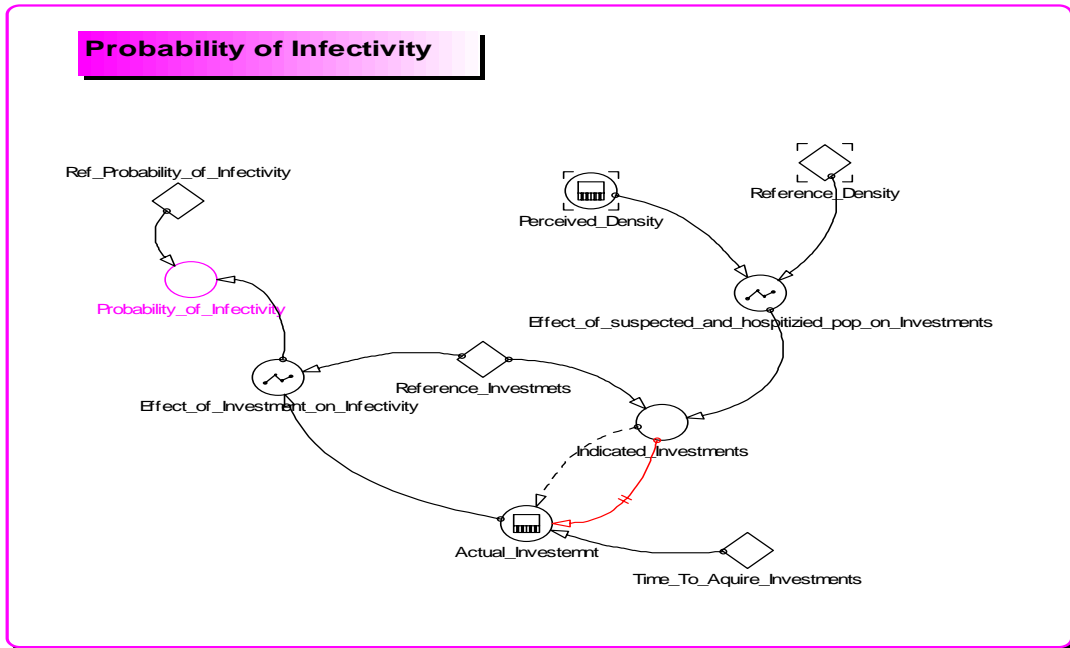 Probability of Infectivity
Ref_Probability_of_Infectivity
Reference_Density
Perceived_Density
Probability_of_Infectivity
Effect_of_suspected_and_hospitizied_pop_on_Investments
Reference_Investmets
Effect_of_Investment_on_Infectivity
Indicated_Investments
Actual_Investemnt
Time_To_Aquire_Investments